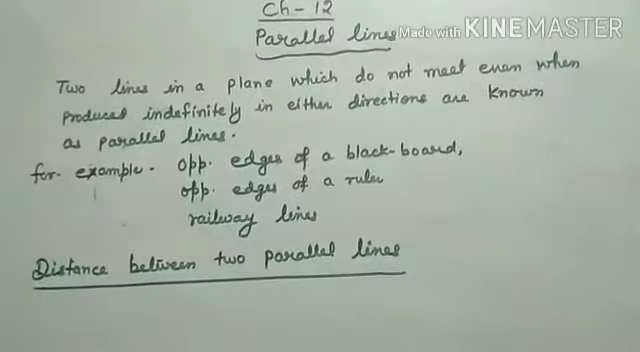 Ch - 12
Parallel lines
Made with KINEMASTER
Two lines in a plane which do not meet even when
produced indefinitely in either directions are known
as parallel lines.
for. example - opp. edges of a black-board,
opp. edges of a ruler
railway lines
Distance between two parallel lines